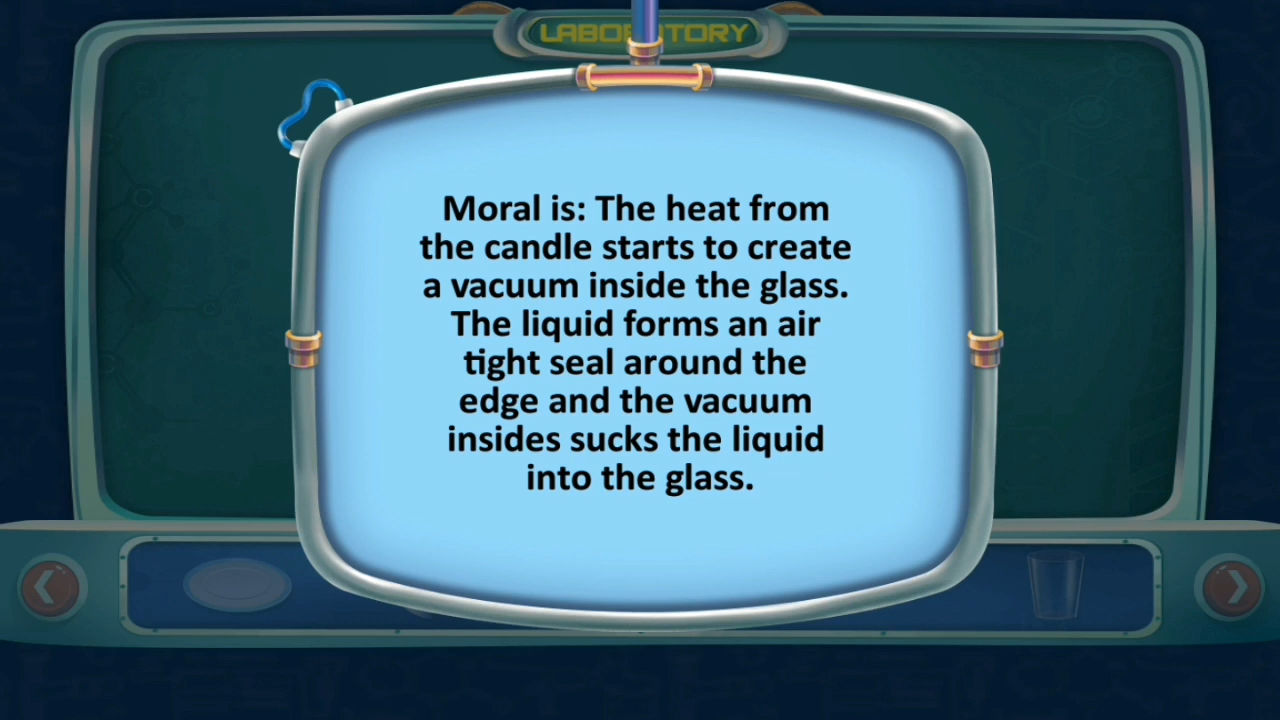 Moral is: The heat from
the candle starts to create
a vacuum inside the glass.
The liquid forms an air
tight seal around the
edge and the vacuum
insides sucks the liquid
into the glass.